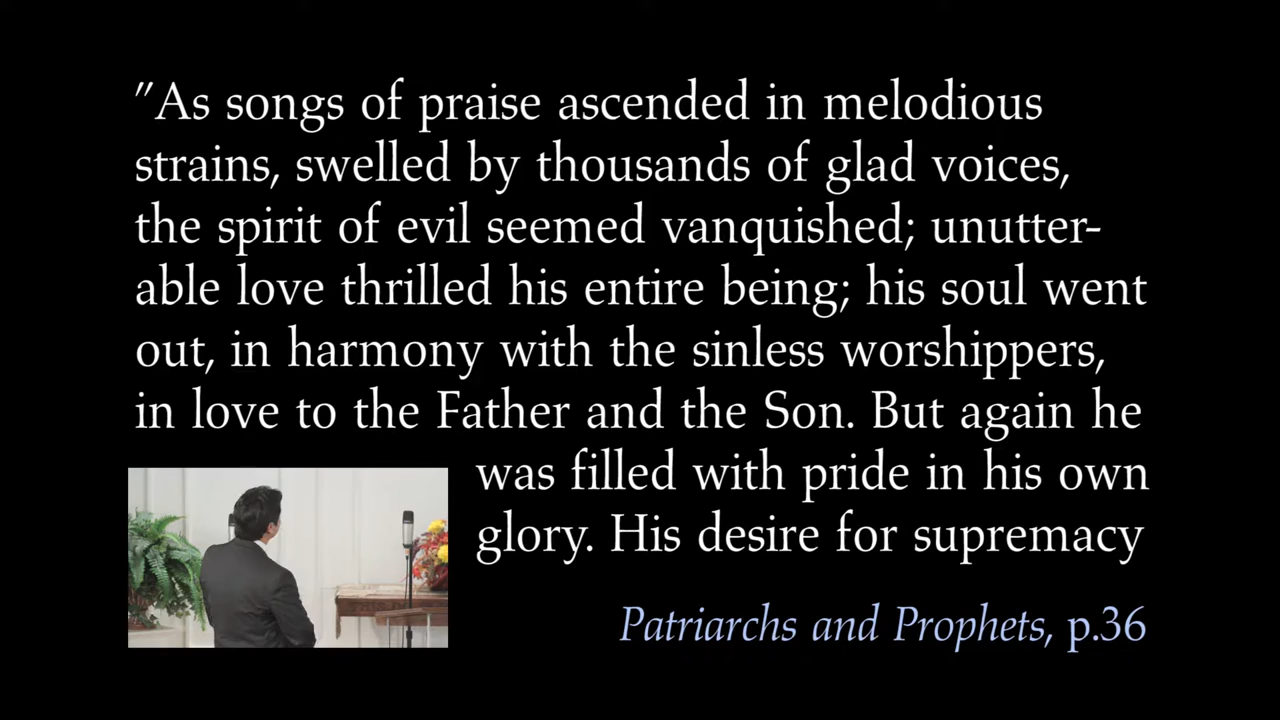 "As songs of praise ascended in melodious
strains, swelled by thousands of glad voices,
the spirit of evil seemed vanquished; unutter-
able love thrilled his entire being; his soul went
out, in harmony with the sinless worshippers,
in love to the Father and the Son. But again he
was filled with pride in his own
glory. His desire for supremacy
Patriarchs and Prophets, p.36